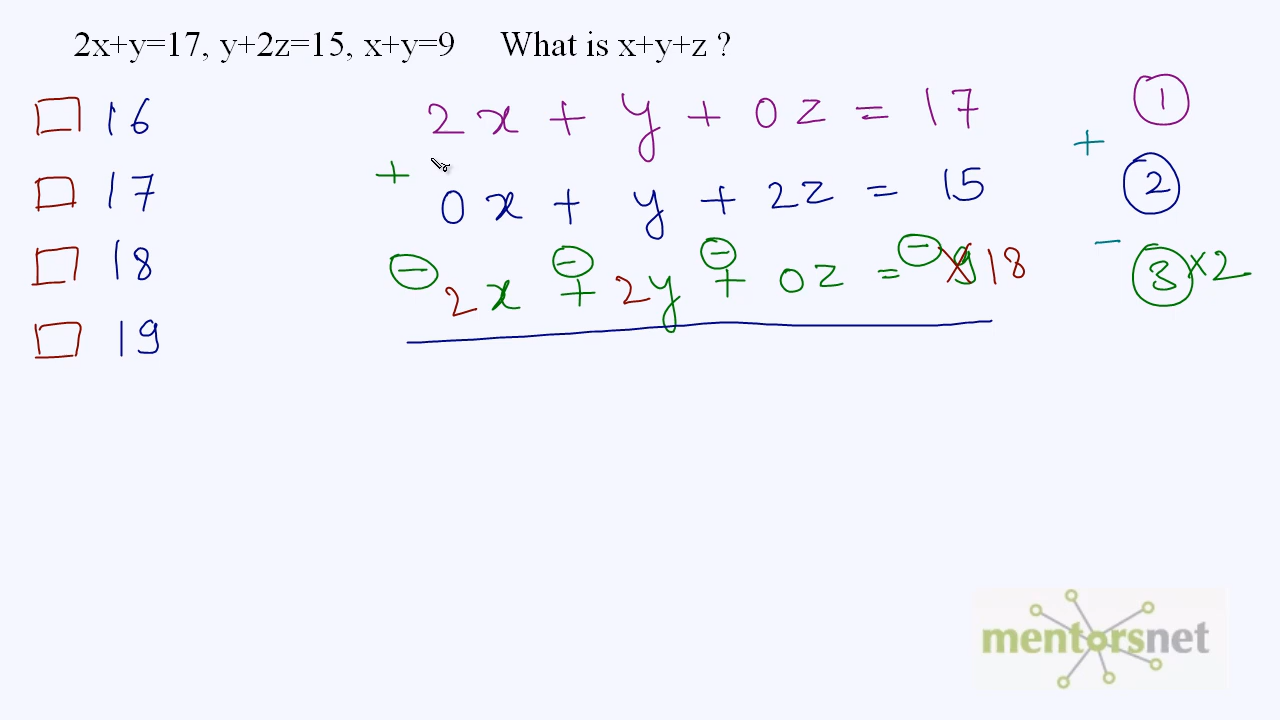 2x+y=17, y+2z=15, x+y=9 What is x+y+z ?
16
17
18
19
2x + y + 0z = 17 ①
+ +
0x + y + 2z = 15 ②
⊖ ⊖ ⊖ ⊖ -
2x + 2y + 0z = 9 18 ③×2
mentorsnet